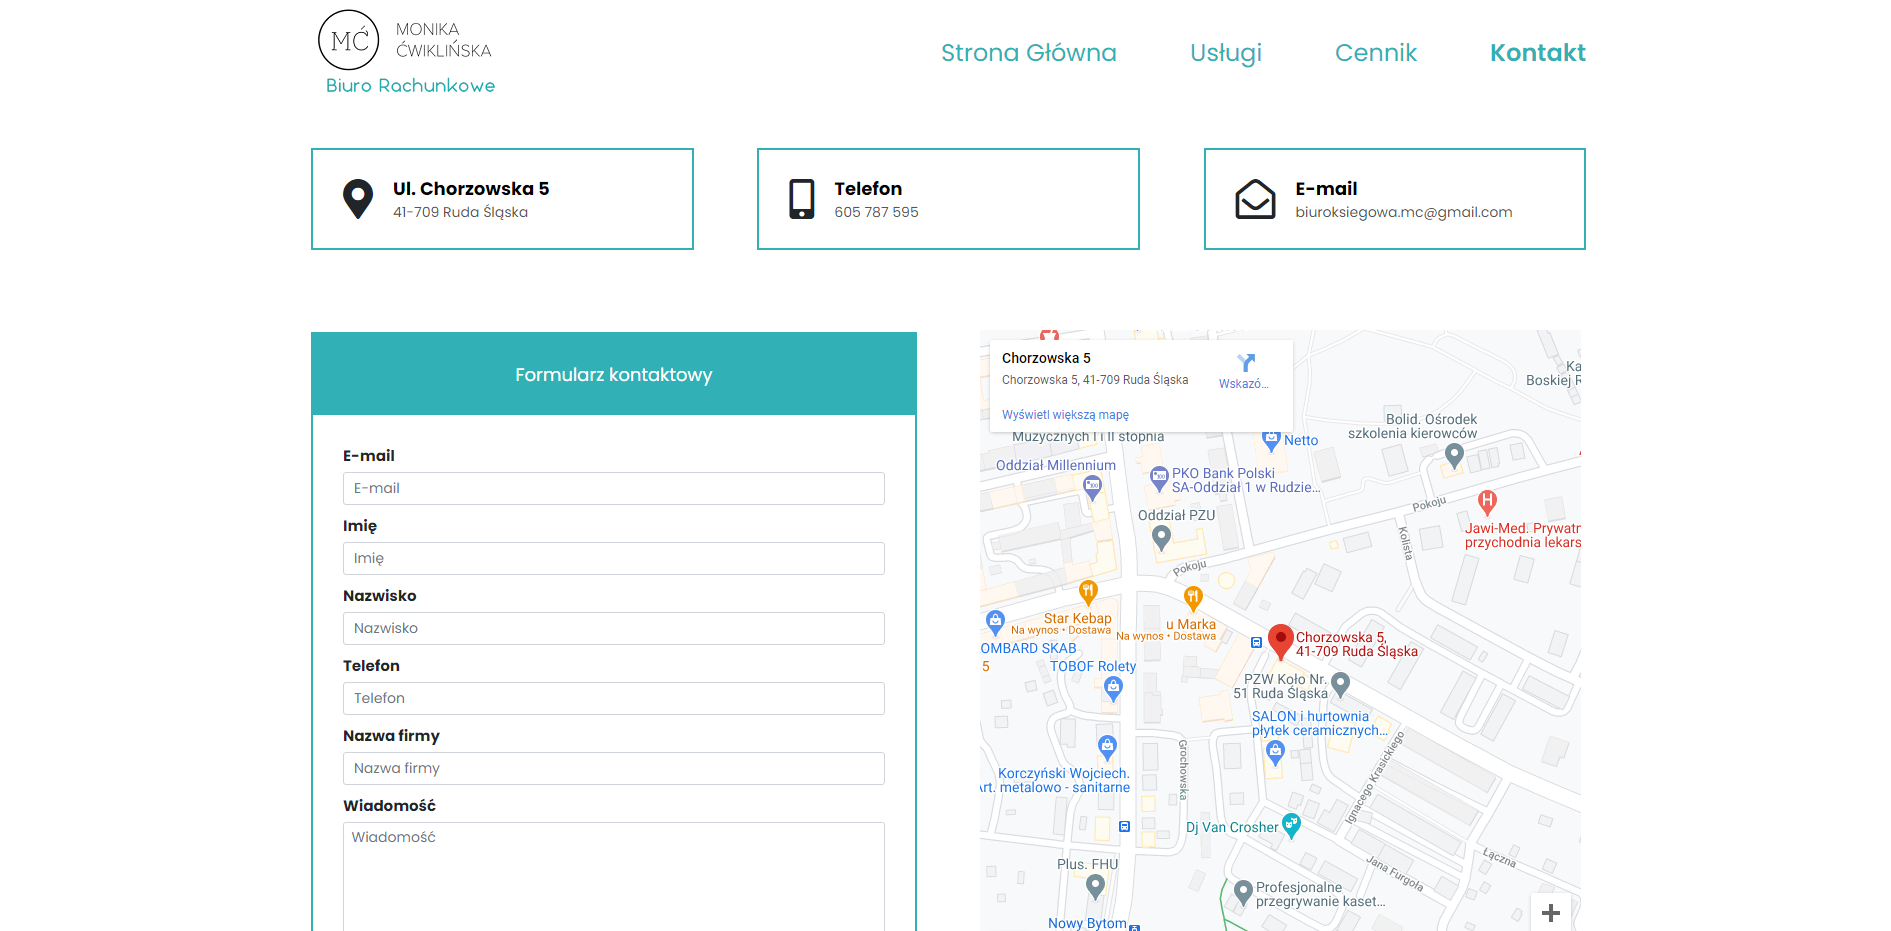 MĆ
MONIKA
ĆWIKLIŃSKA
Biuro Rachunkowe
Strona Główna
Usługi
Cennik
Kontakt
Ul. Chorzowska 5
41-709 Ruda Śląska
Telefon
605 787 595
E-mail
biuroksiegowa.mc@gmail.com
Formularz kontaktowy
E-mail
E-mail
Imię
Imię
Nazwisko
Nazwisko
Telefon
Telefon
Nazwa firmy
Nazwa firmy
Wiadomość
Wiadomość
Chorzowska 5
Chorzowska 5, 41-709 Ruda Śląska
Wskazó...
Wyświetl większą mapę
Muzycznych I i II stopnia
Netto
Boskiej R
Bolid. Ośrodek
szkolenia kierowców
Oddział Millennium
PKO Bank Polski
SA-Oddział 1 w Rudzie...
Oddział PZU
Pokoju
Kolista
Jawi-Med. Prywatn
przychodnia lekars
Pokoju
Star Kebap
Na wynos • Dostawa
u Marka
Na wynos • Dostawa
OMBARD SKAB
5
TOBOF Rolety
Chorzowska 5,
41-709 Ruda Śląska
PZW Koło Nr.
51 Ruda Śląska
SALON i hurtownia
płytek ceramicznych...
Grochowska
Ignacego Krasickiego
Korczyński Wojciech.
Art. metalowo - sanitarne
Dj Van Crosher
Plus. FHU
Jana Furgoła
Łączna
Profesjonalne
przegrywanie kaset...
Nowy Bytom